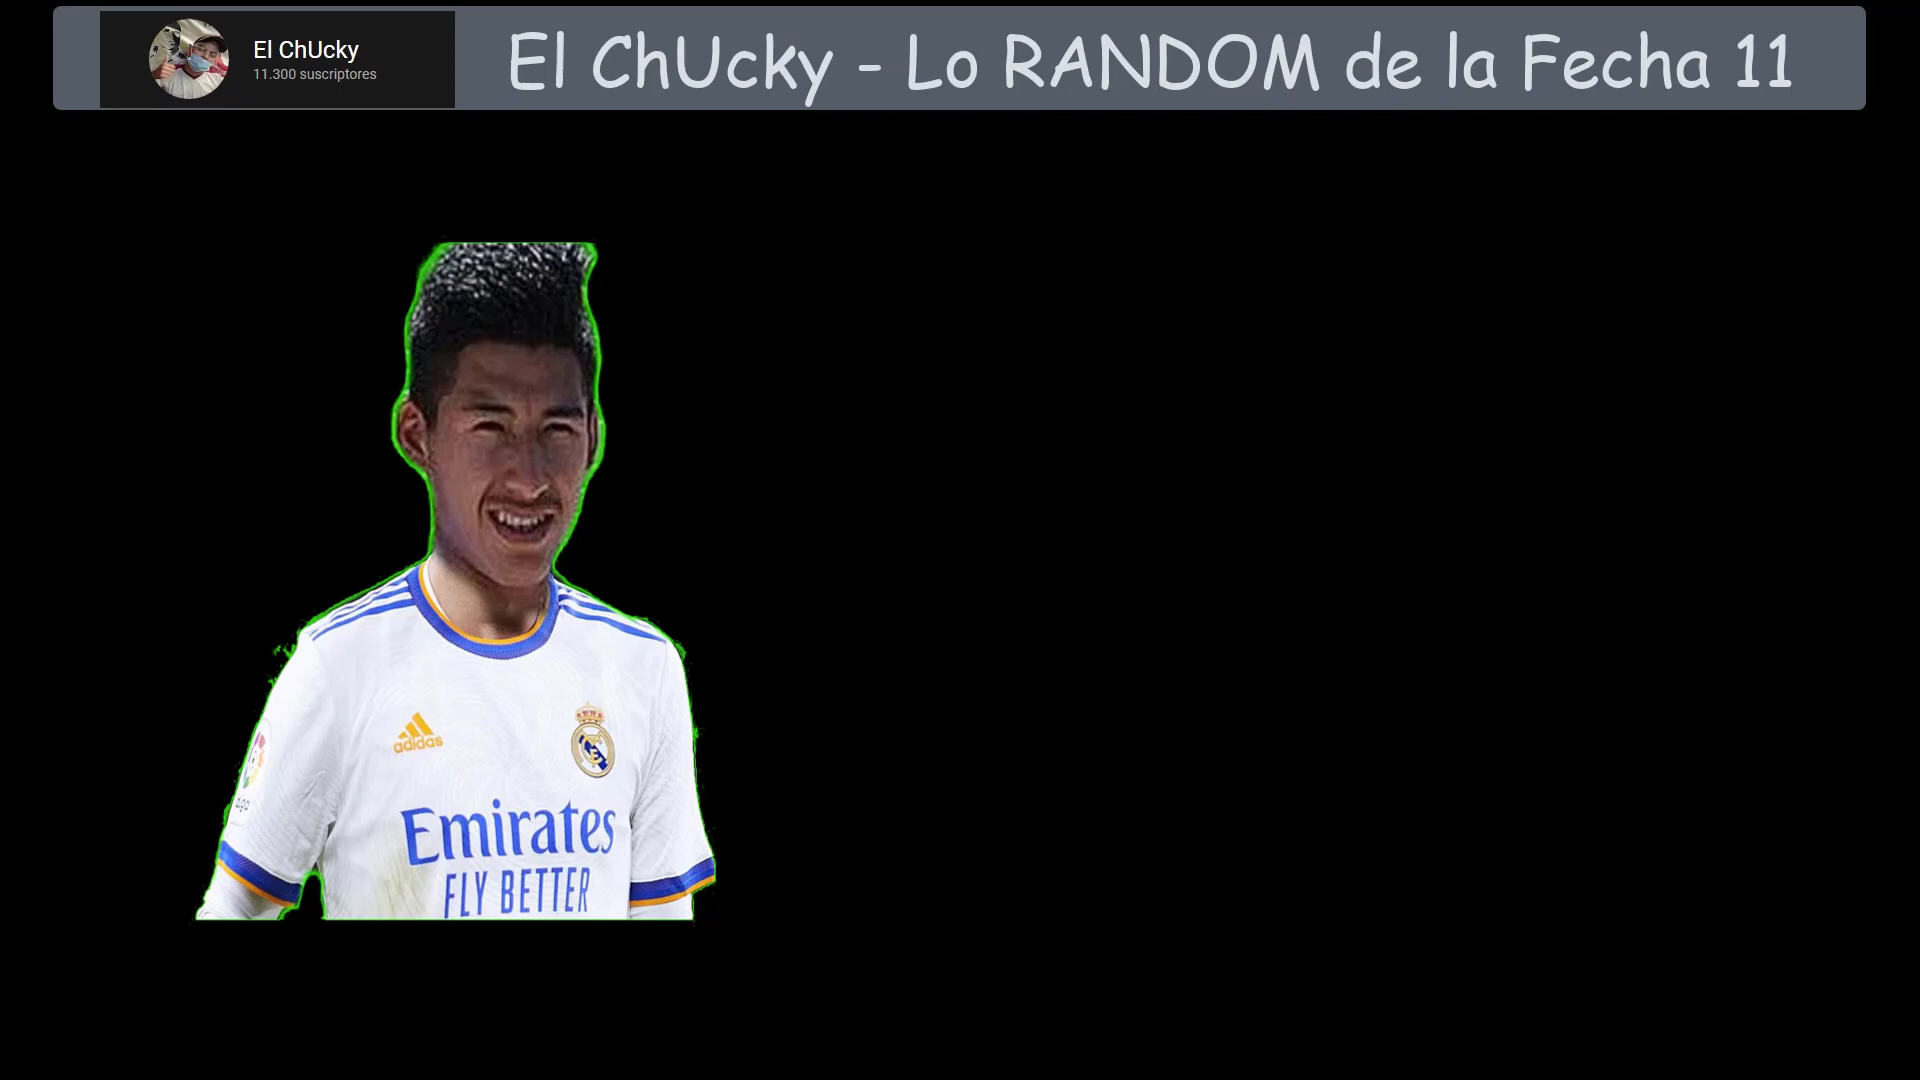 El ChUcky
11.300 suscriptores
El ChUcky - Lo RANDOM de la Fecha 11
adidas
Emirates
FLY BETTER